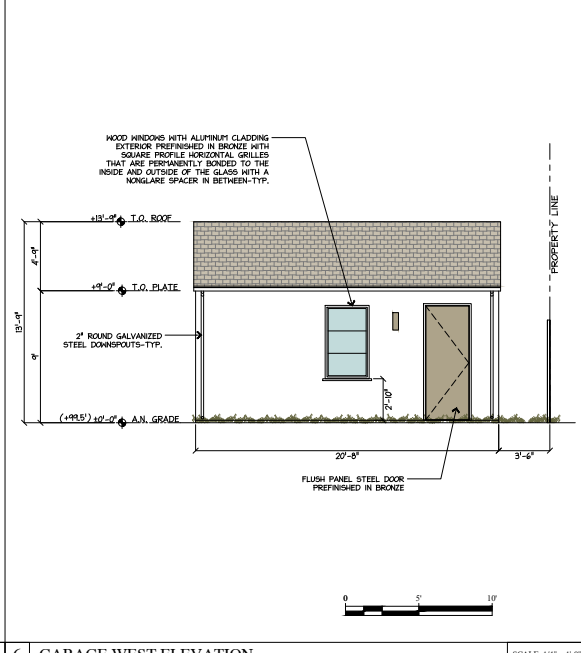 WOOD WINDOWS WITH ALUMINUM CLADDING
EXTERIOR PREFINISHED IN BRONZE WITH
SQUARE PROFILE HORIZONTAL GRILLES
THAT ARE PERMANENTLY BONDED TO THE
INSIDE AND OUTSIDE OF THE GLASS WITH A
NONGLARE SPACER IN BETWEEN-TYP.
PROPERTY LINE
+13'-9" T.O. ROOF
4'-9"
+9'-0" T.O. PLATE
13'-9"
2" ROUND GALVANIZED
STEEL DOWNSPOUTS-TYP.
9'
2'-10"
(+99.5') ±0'-0" A.N. GRADE
20'-8"
3'-6"
FLUSH PANEL STEEL DOOR
PREFINISHED IN BRONZE
0 5' 10'
6 GARAGE WEST ELEVATION